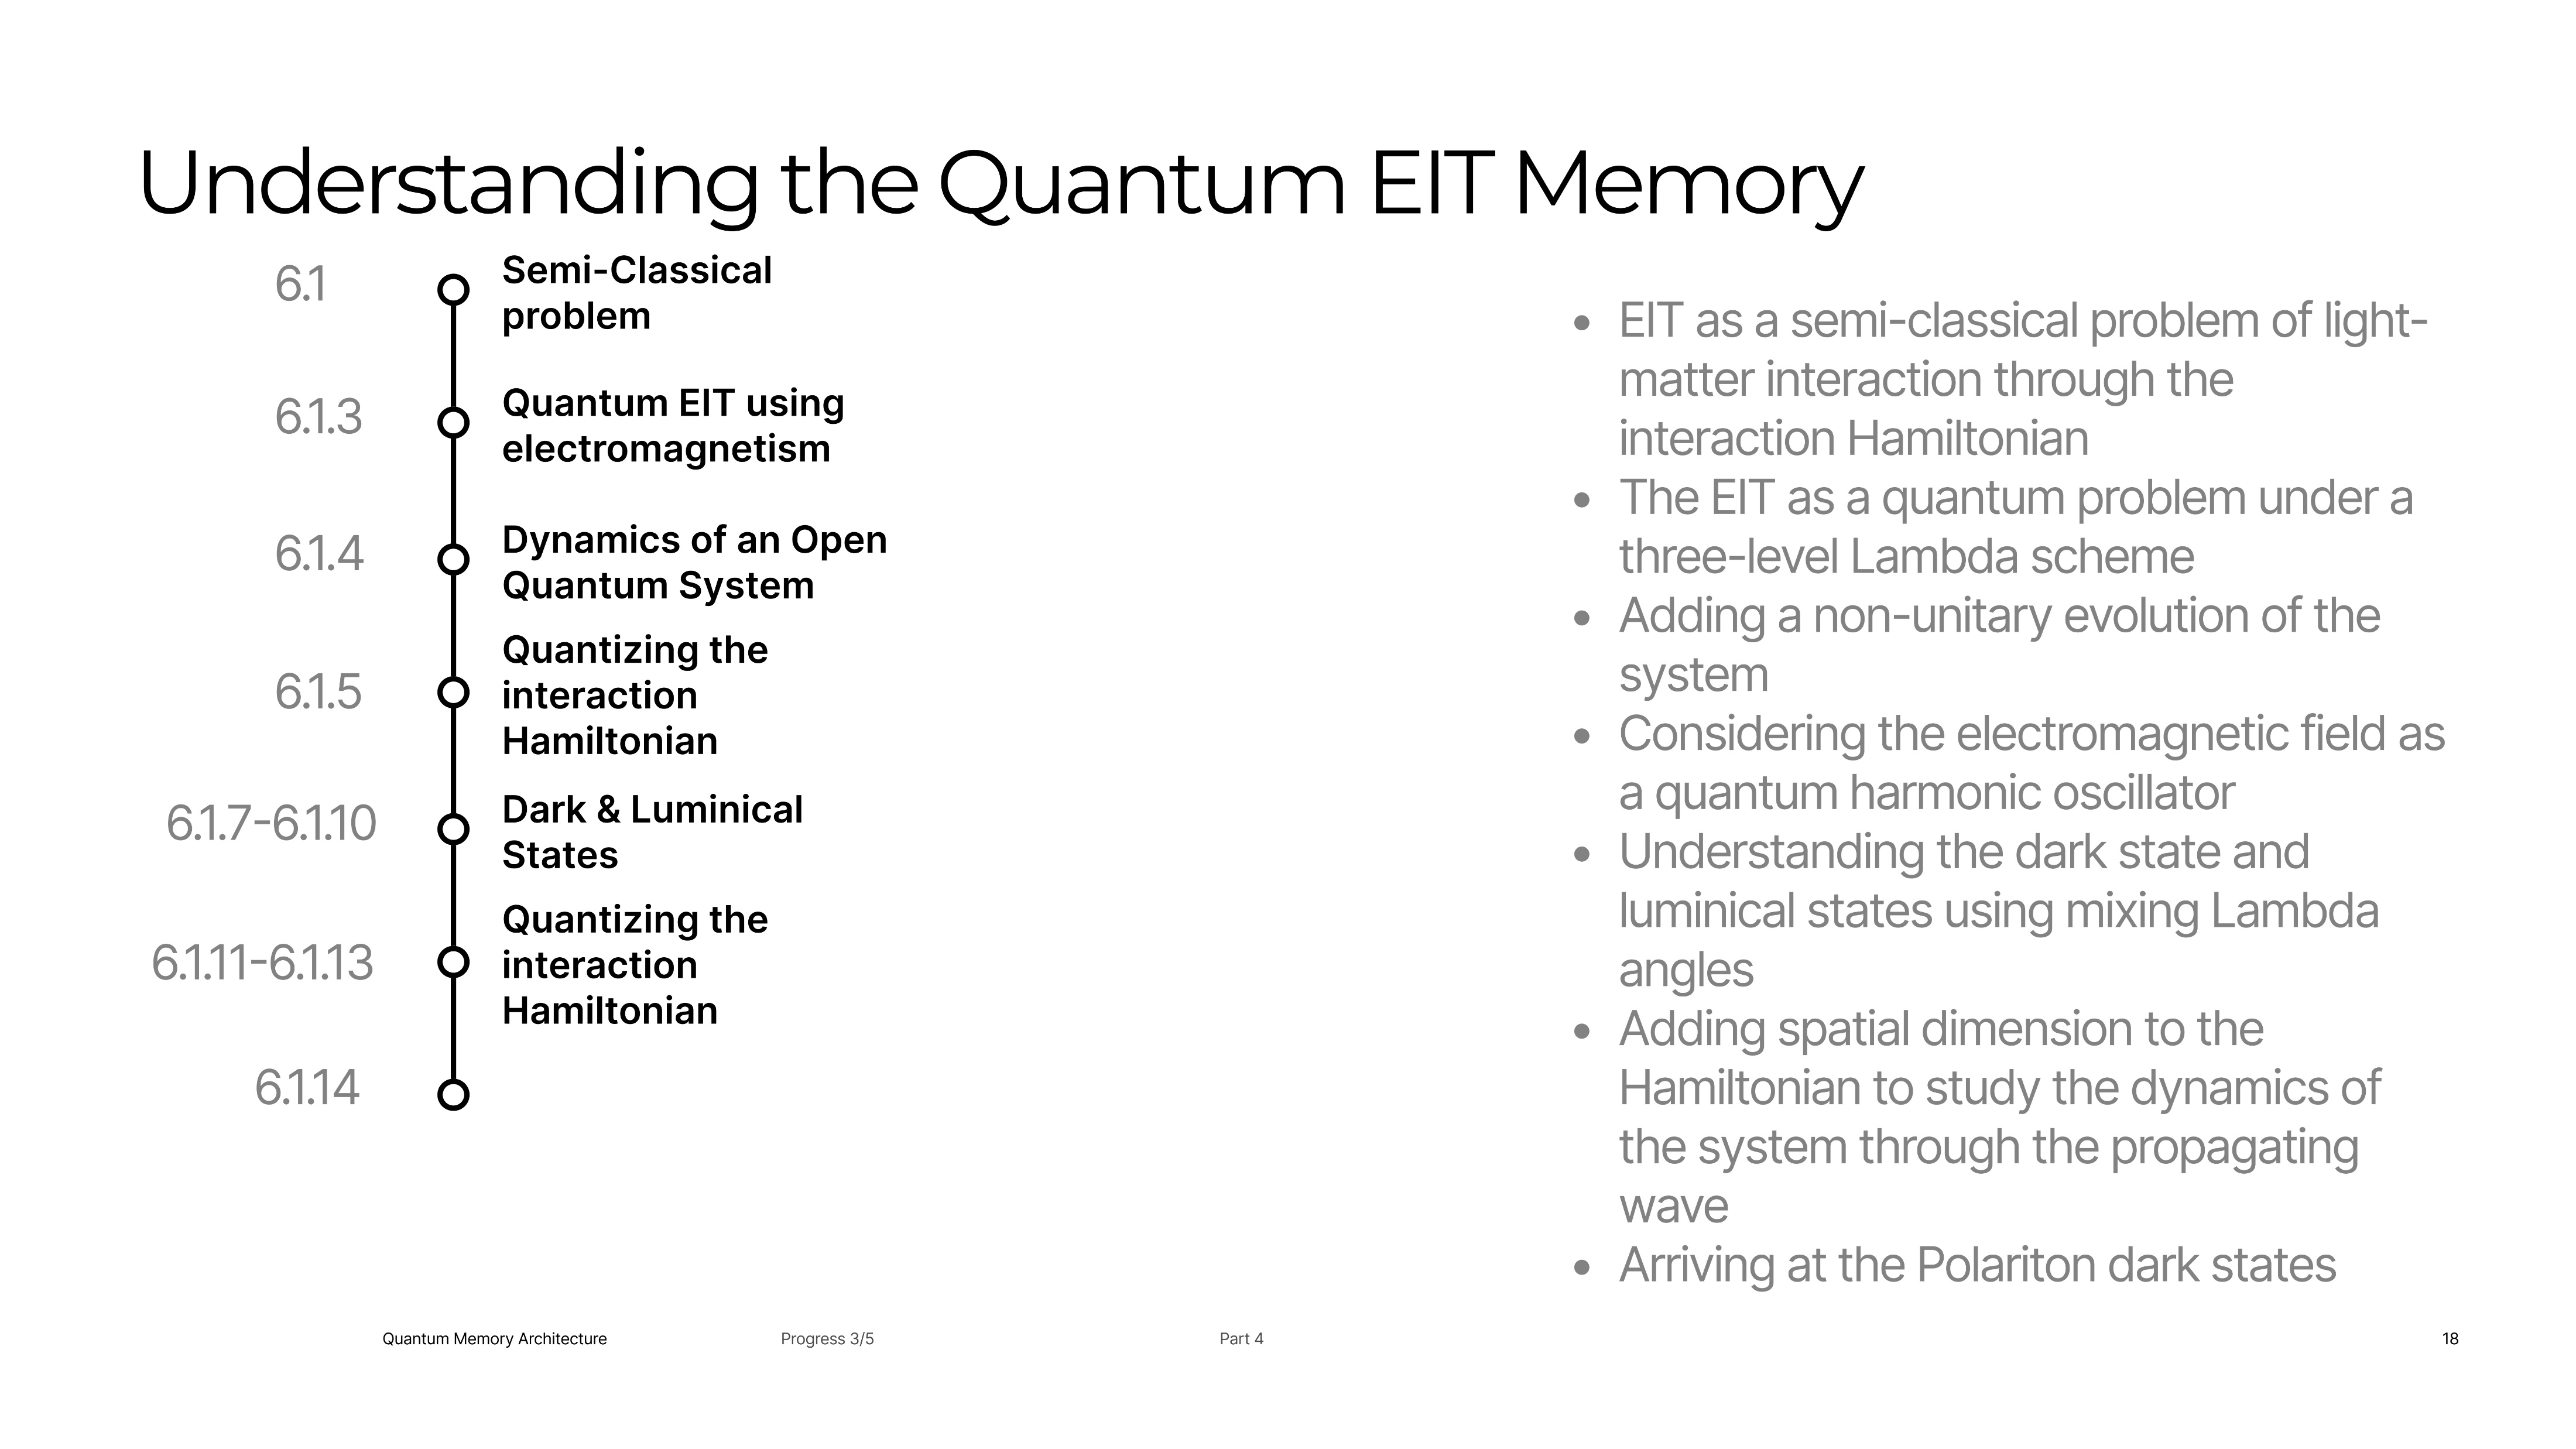 Understanding the Quantum EIT Memory
6.1
Semi-Classical
problem
6.1.3
Quantum EIT using
electromagnetism
6.1.4
Dynamics of an Open
Quantum System
6.1.5
Quantizing the
interaction
Hamiltonian
6.1.7-6.1.10
Dark & Luminical
States
6.1.11-6.1.13
Quantizing the
interaction
Hamiltonian
6.1.14
• EIT as a semi-classical problem of light-
matter interaction through the
interaction Hamiltonian
• The EIT as a quantum problem under a
three-level Lambda scheme
• Adding a non-unitary evolution of the
system
• Considering the electromagnetic field as
a quantum harmonic oscillator
• Understanding the dark state and
luminical states using mixing Lambda
angles
• Adding spatial dimension to the
Hamiltonian to study the dynamics of
the system through the propagating
wave
• Arriving at the Polariton dark states
Quantum Memory Architecture
Progress 3/5
Part 4
18